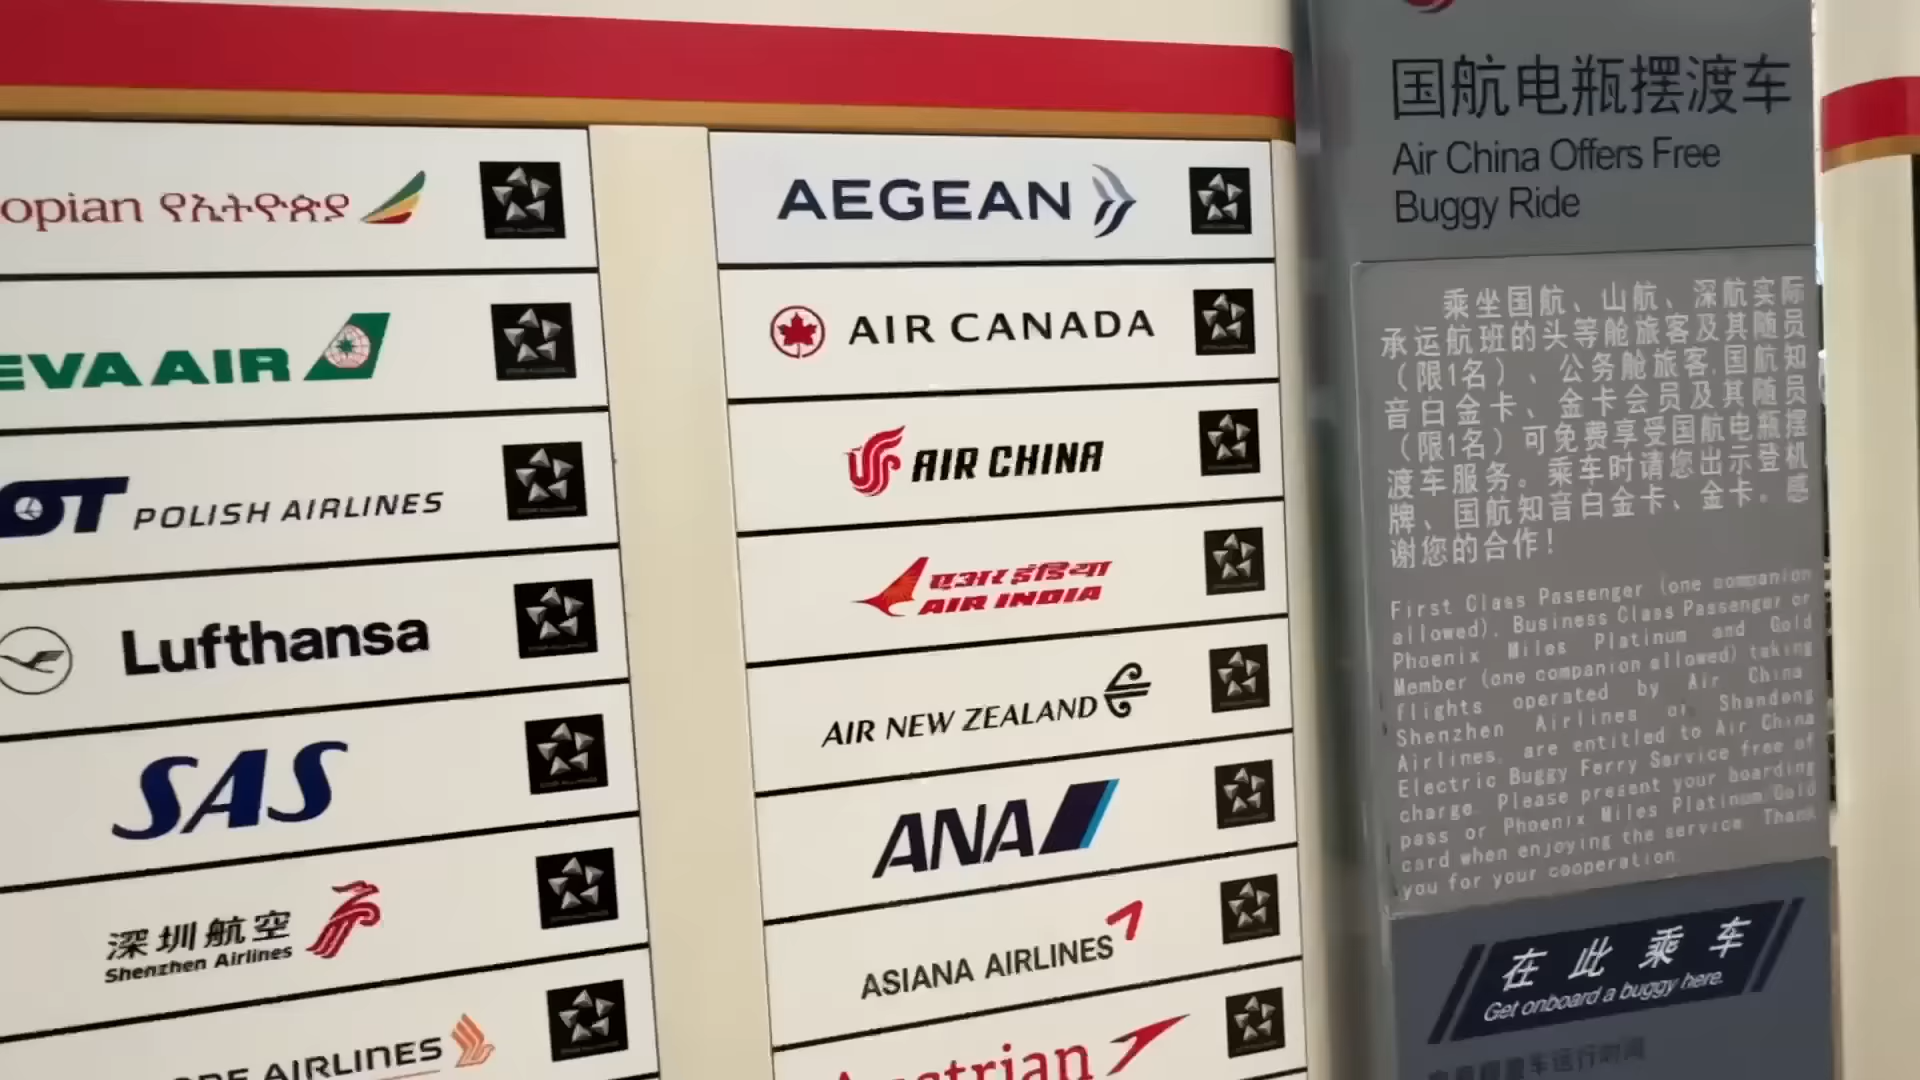 opian የኢትዮጵያ
EVA AIR
OT POLISH AIRLINES
Lufthansa
SAS
深圳航空
Shenzhen Airlines
AIRLINES
AEGEAN
AIR CANADA
AIR CHINA
एअर इंडिया
AIR INDIA
AIR NEW ZEALAND
ANA
ASIANA AIRLINES
Austrian
国航电瓶摆渡车
Air China Offers Free
Buggy Ride
乘坐国航、山航、深航实际
承运航班的头等舱旅客及其随员
（限1名）、公务舱旅客,国航知
音白金卡、金卡会员及其随员
（限1名）可免费享受国航电瓶摆
渡车服务。乘车时请您出示登机
牌、国航知音白金卡、金卡。感
谢您的合作！
First Class Passenger (one companion
allowed), Business Class Passenger or
Phoenix Miles Platinum and Gold
Member (one companion allowed) taking
flights operated by Air China
Shenzhen Airlines or Shandong
Airlines, are entitled to Air China
Electric Buggy Ferry Service free of
charge. Please present your boarding
pass or Phoenix Miles Platinum/Gold
card when enjoying the service. Thank
you for your cooperation.
在此乘车
Get onboard a buggy here.